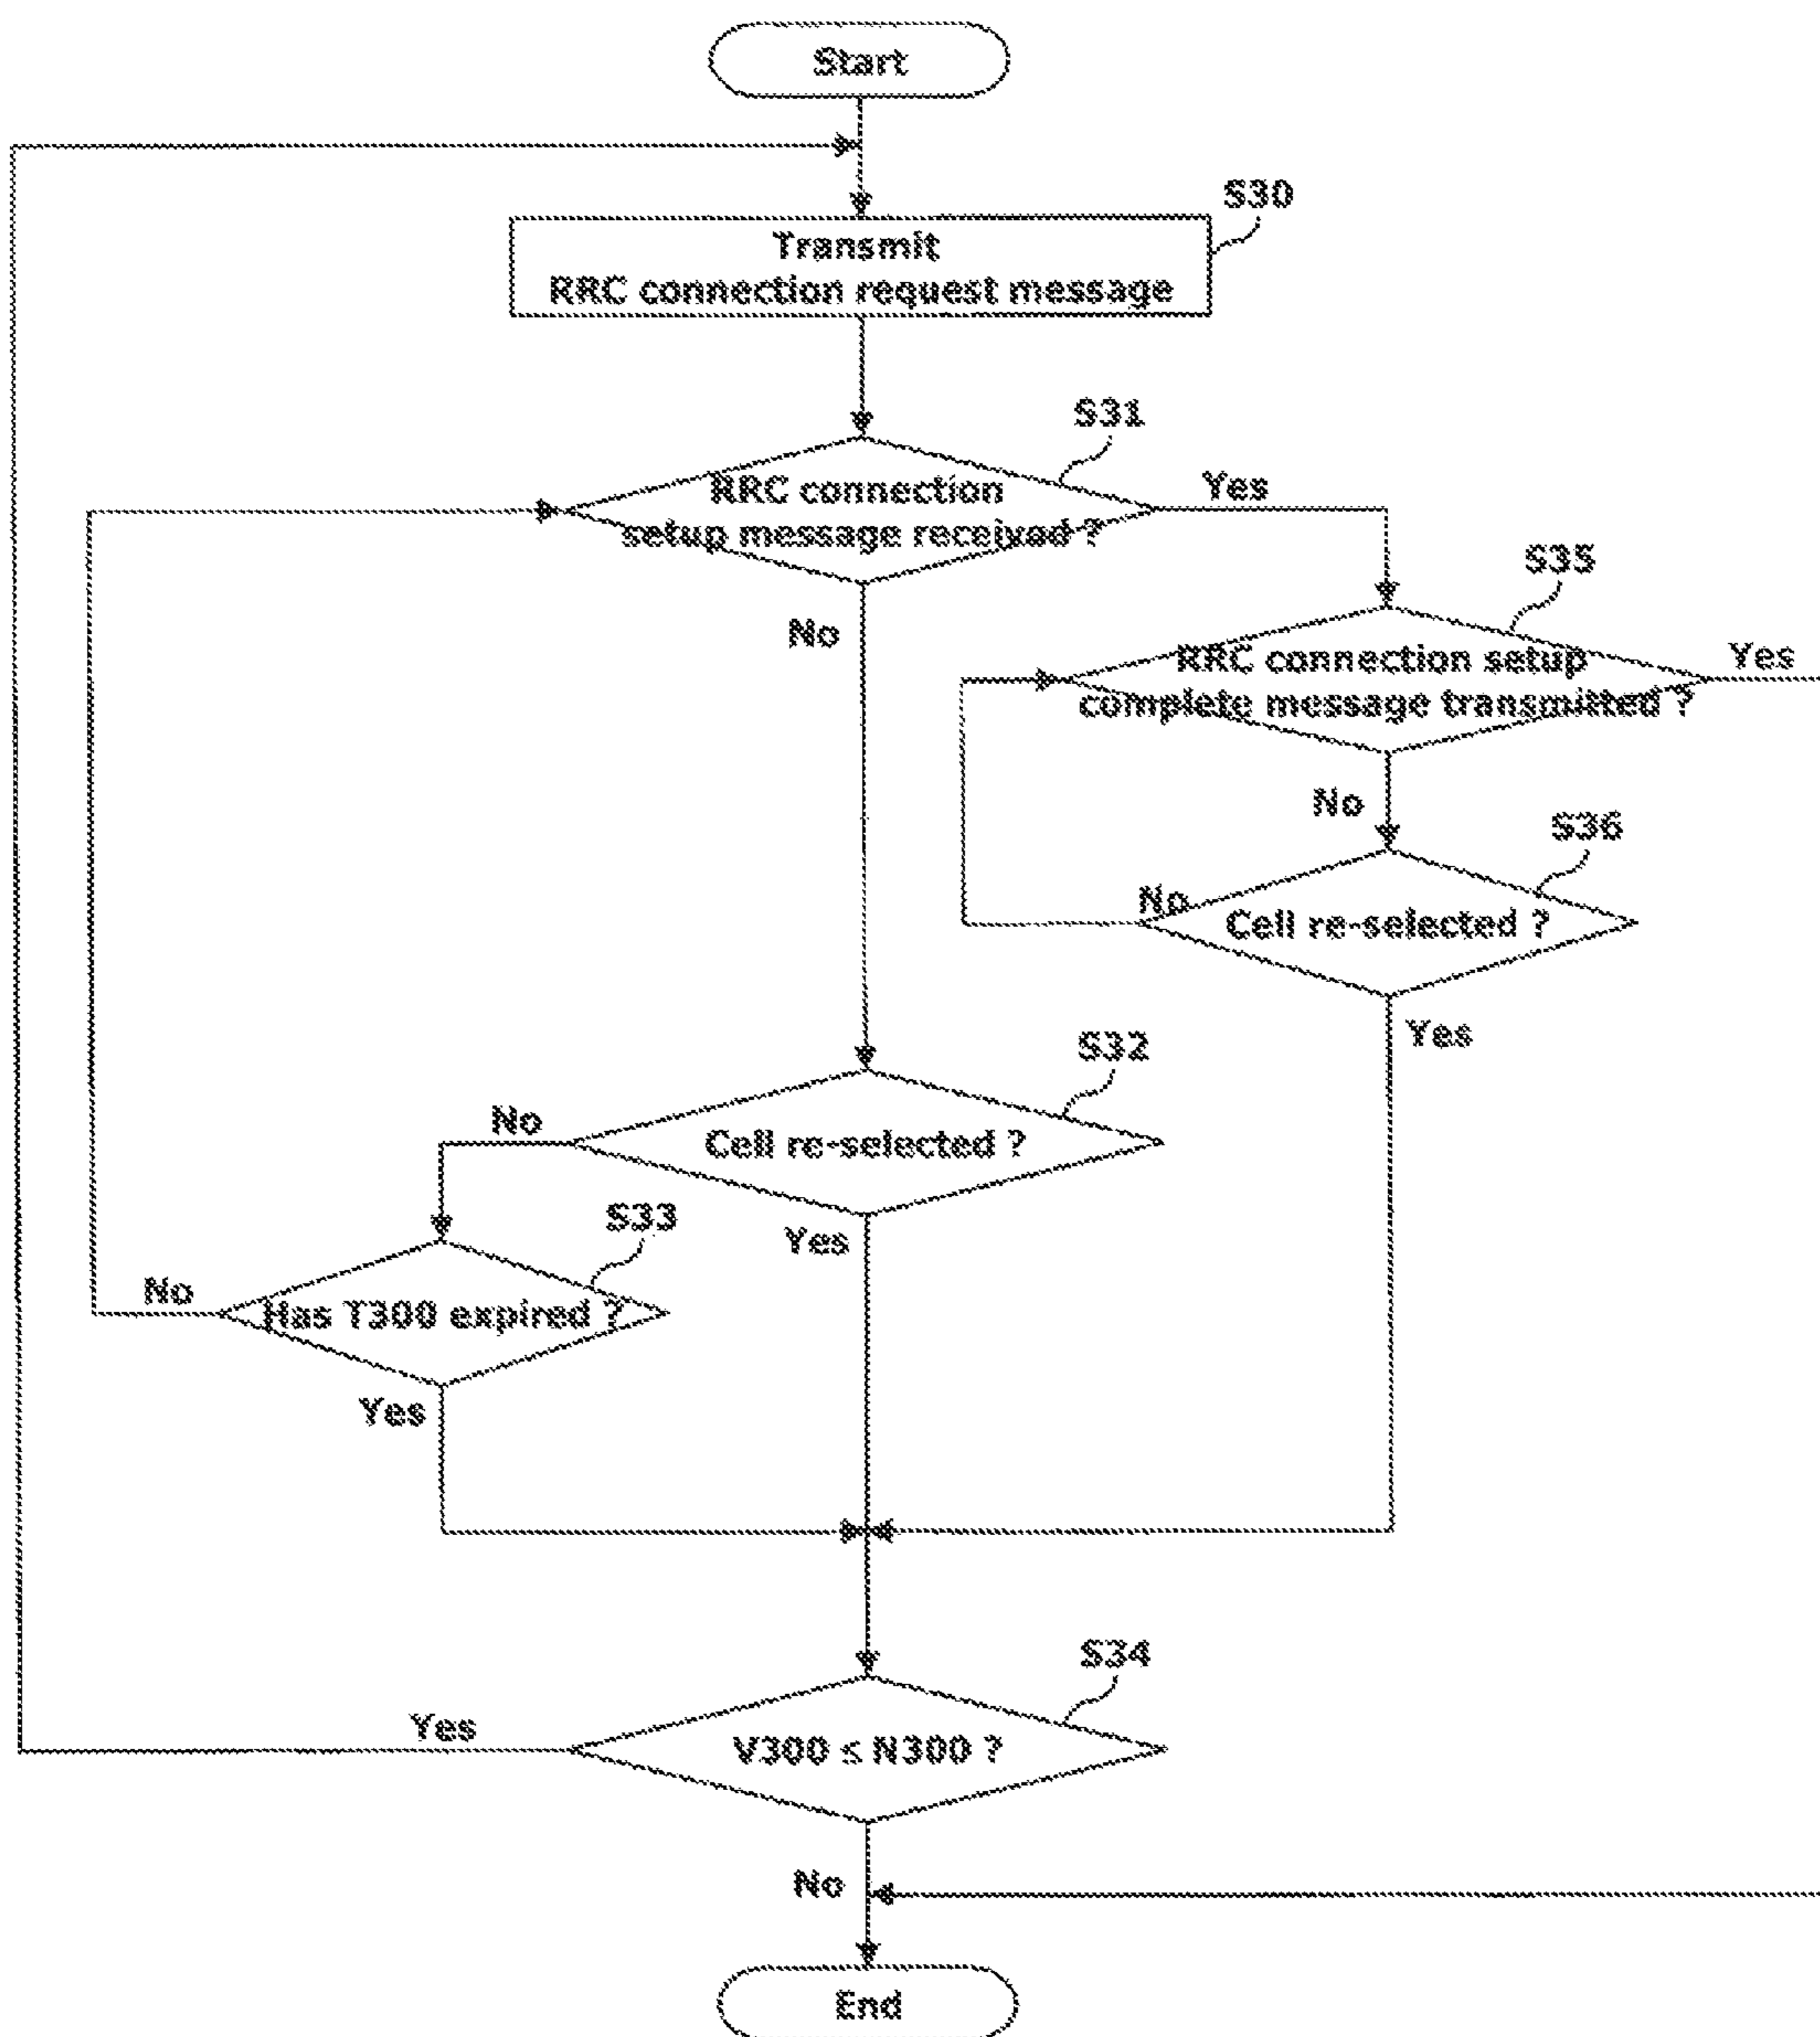 Start
S30
Transmit
RRC connection request message
S31
RRC connection
setup message received ?
Yes
No
S35
RRC connection setup
complete message transmitted ?
Yes
No
S36
Cell re-selected ?
No
Yes
S32
Cell re-selected ?
No
Yes
S33
Has T300 expired ?
No
Yes
S34
V300 ≤ N300 ?
Yes
No
End